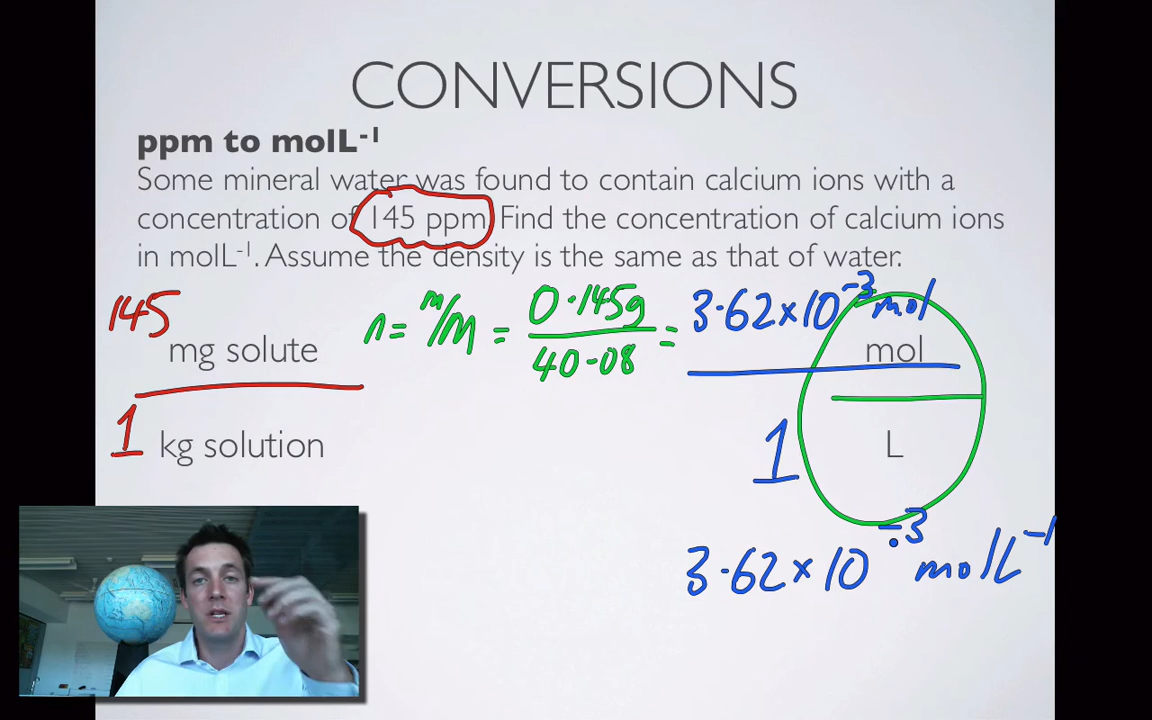 CONVERSIONS
ppm to molL⁻¹
Some mineral water was found to contain calcium ions with a
concentration of 145 ppm. Find the concentration of calcium ions
in molL⁻¹. Assume the density is the same as that of water.
145
mg solute
1 kg solution
n = m/M = 0.145g / 40.08 =
3.62×10⁻³ mol
mol
1
L
3.62×10⁻³ molL⁻¹